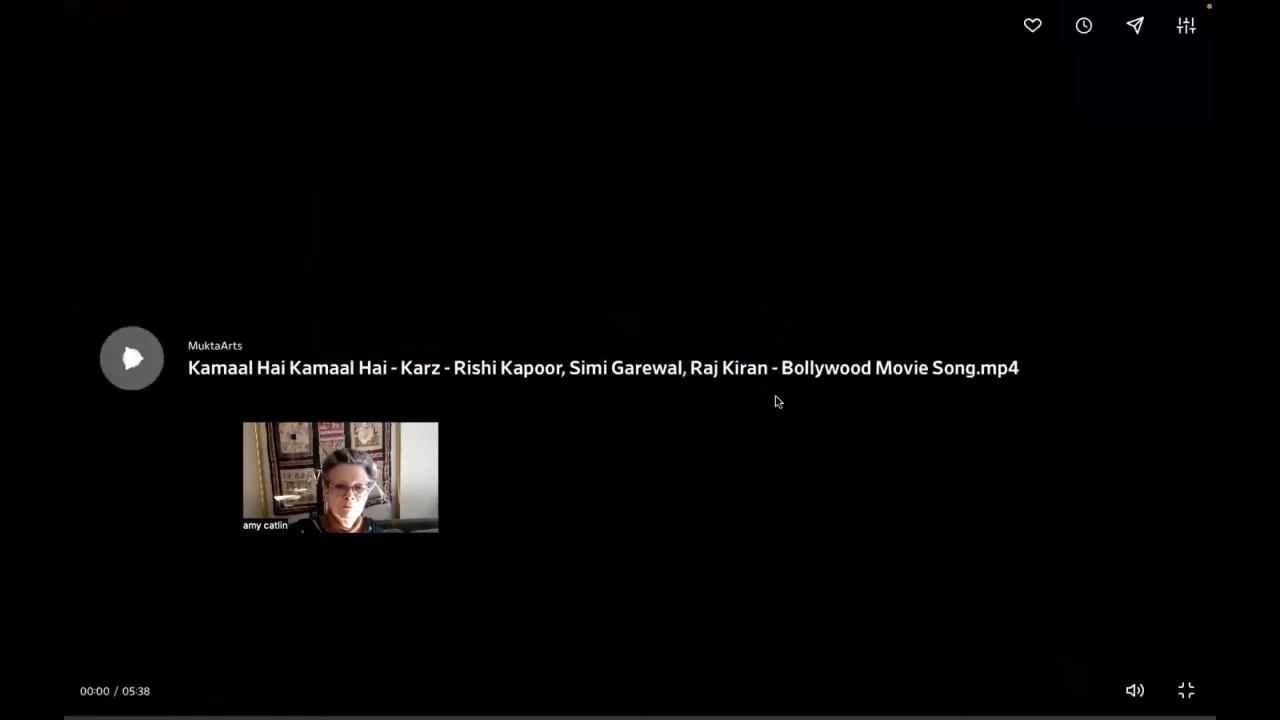 MuktaArts
Kamaal Hai Kamaal Hai - Karz - Rishi Kapoor, Simi Garewal, Raj Kiran - Bollywood Movie Song.mp4
amy catlin
00:00 / 05:38